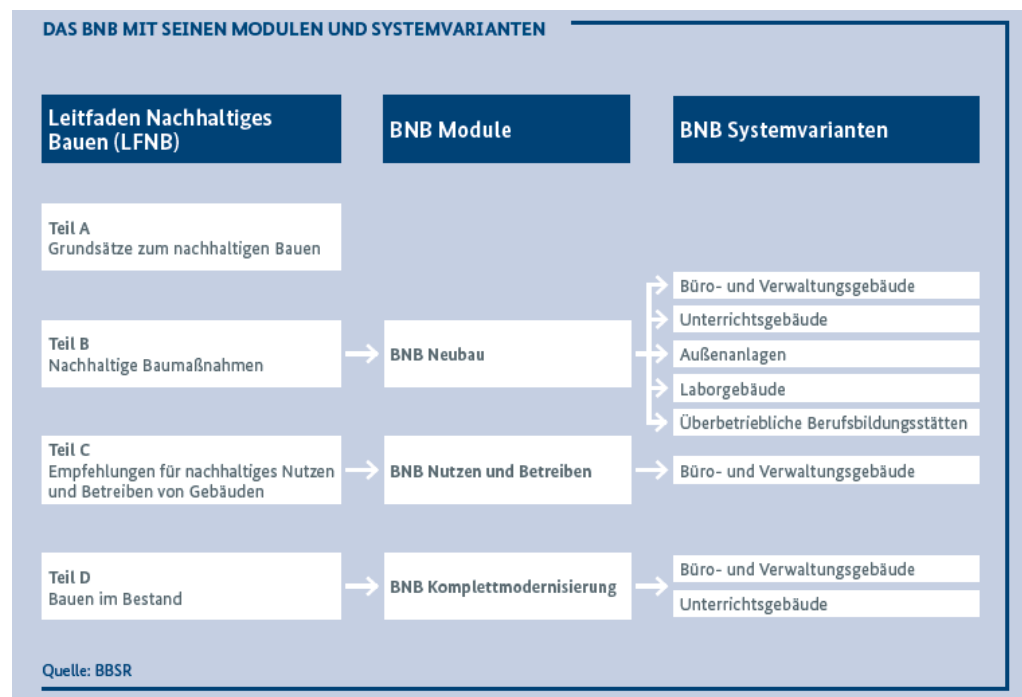 DAS BNB MIT SEINEN MODULEN UND SYSTEMVARIANTEN
Leitfaden Nachhaltiges
Bauen (LFNB)
BNB Module
BNB Systemvarianten
Teil A
Grundsätze zum nachhaltigen Bauen
Teil B
Nachhaltige Baumaßnahmen
BNB Neubau
Büro- und Verwaltungsgebäude
Unterrichtsgebäude
Außenanlagen
Laborgebäude
Überbetriebliche Berufsbildungsstätten
Teil C
Empfehlungen für nachhaltiges Nutzen
und Betreiben von Gebäuden
BNB Nutzen und Betreiben
Büro- und Verwaltungsgebäude
Teil D
Bauen im Bestand
BNB Komplettmodernisierung
Büro- und Verwaltungsgebäude
Unterrichtsgebäude
Quelle: BBSR